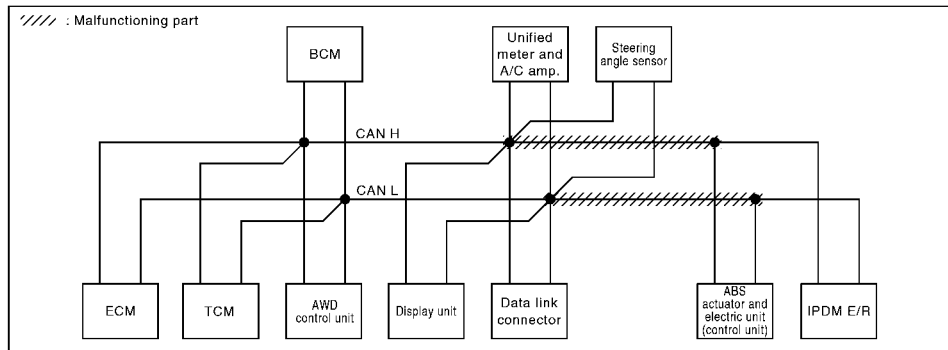 : Malfunctioning part
BCM
Unified
meter and
A/C amp.
Steering
angle sensor
CAN H
CAN L
ECM
TCM
AWD
control unit
Display unit
Data link
connector
ABS
actuator and
electric unit
(control unit)
IPDM E/R